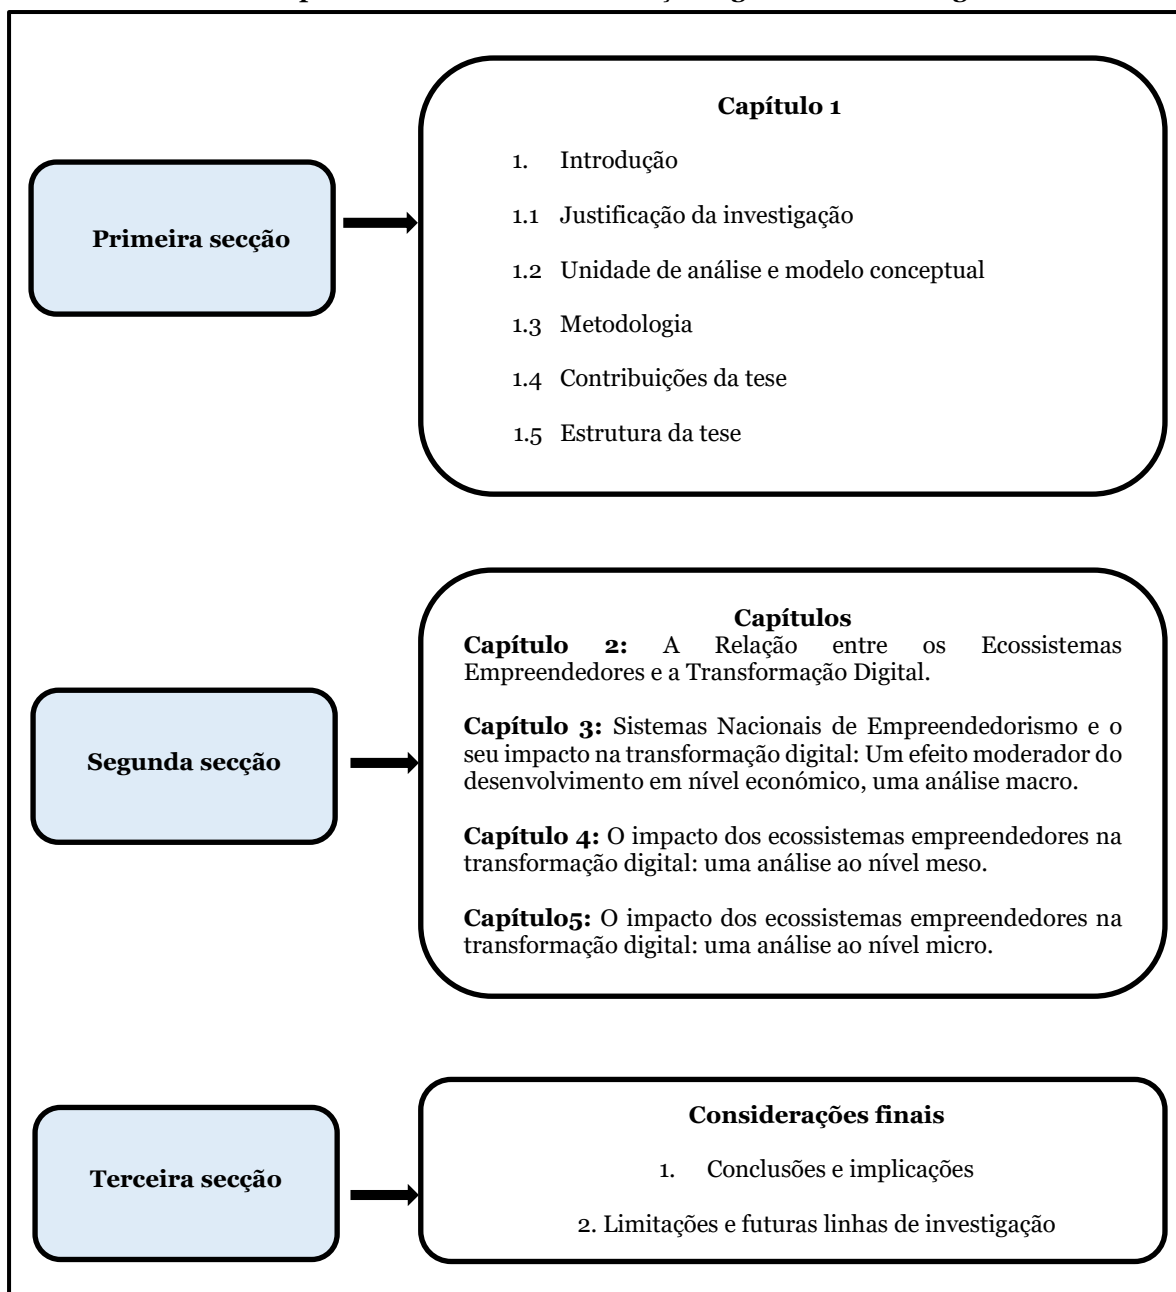 Primeira secção
Capítulo 1
1. Introdução
1.1 Justificação da investigação
1.2 Unidade de análise e modelo conceptual
1.3 Metodologia
1.4 Contribuições da tese
1.5 Estrutura da tese
Segunda secção
Capítulos
Capítulo 2: A Relação entre os Ecossistemas
Empreendedores e a Transformação Digital.
Capítulo 3: Sistemas Nacionais de Empreendedorismo e o
seu impacto na transformação digital: Um efeito moderador do
desenvolvimento em nível económico, uma análise macro.
Capítulo 4: O impacto dos ecossistemas empreendedores na
transformação digital: uma análise ao nível meso.
Capítulo5: O impacto dos ecossistemas empreendedores na
transformação digital: uma análise ao nível micro.
Terceira secção
Considerações finais
1. Conclusões e implicações
2. Limitações e futuras linhas de investigação